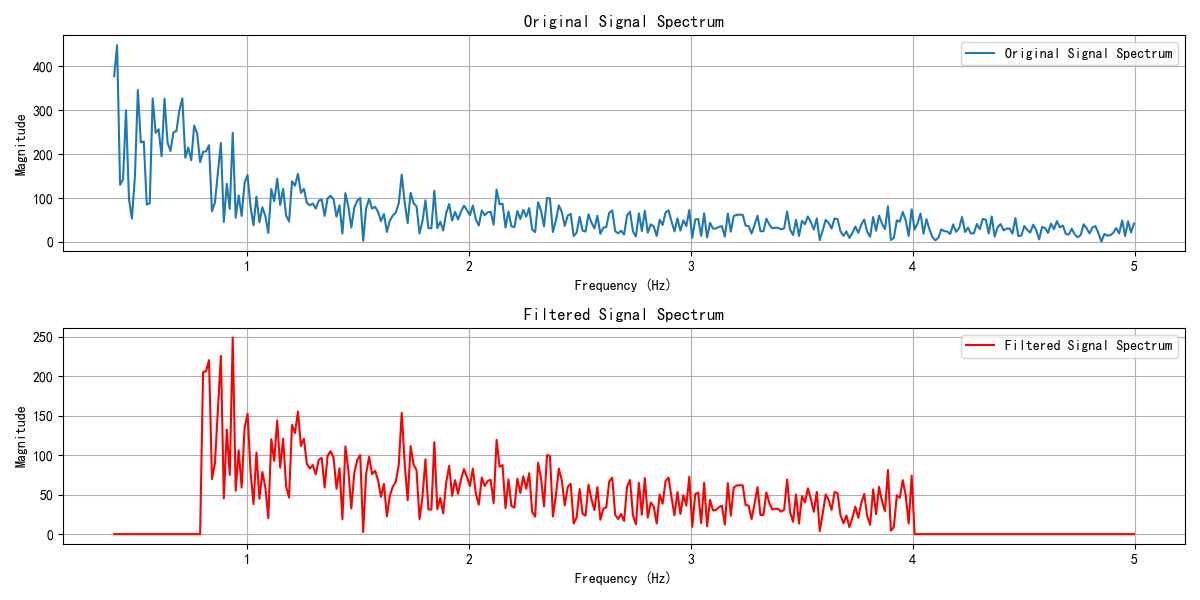 Original Signal Spectrum
Original Signal Spectrum
400
300
200
100
0
Magnitude
1 2 3 4 5
Frequency (Hz)
Filtered Signal Spectrum
Filtered Signal Spectrum
250
200
150
100
50
0
Magnitude
1 2 3 4 5
Frequency (Hz)